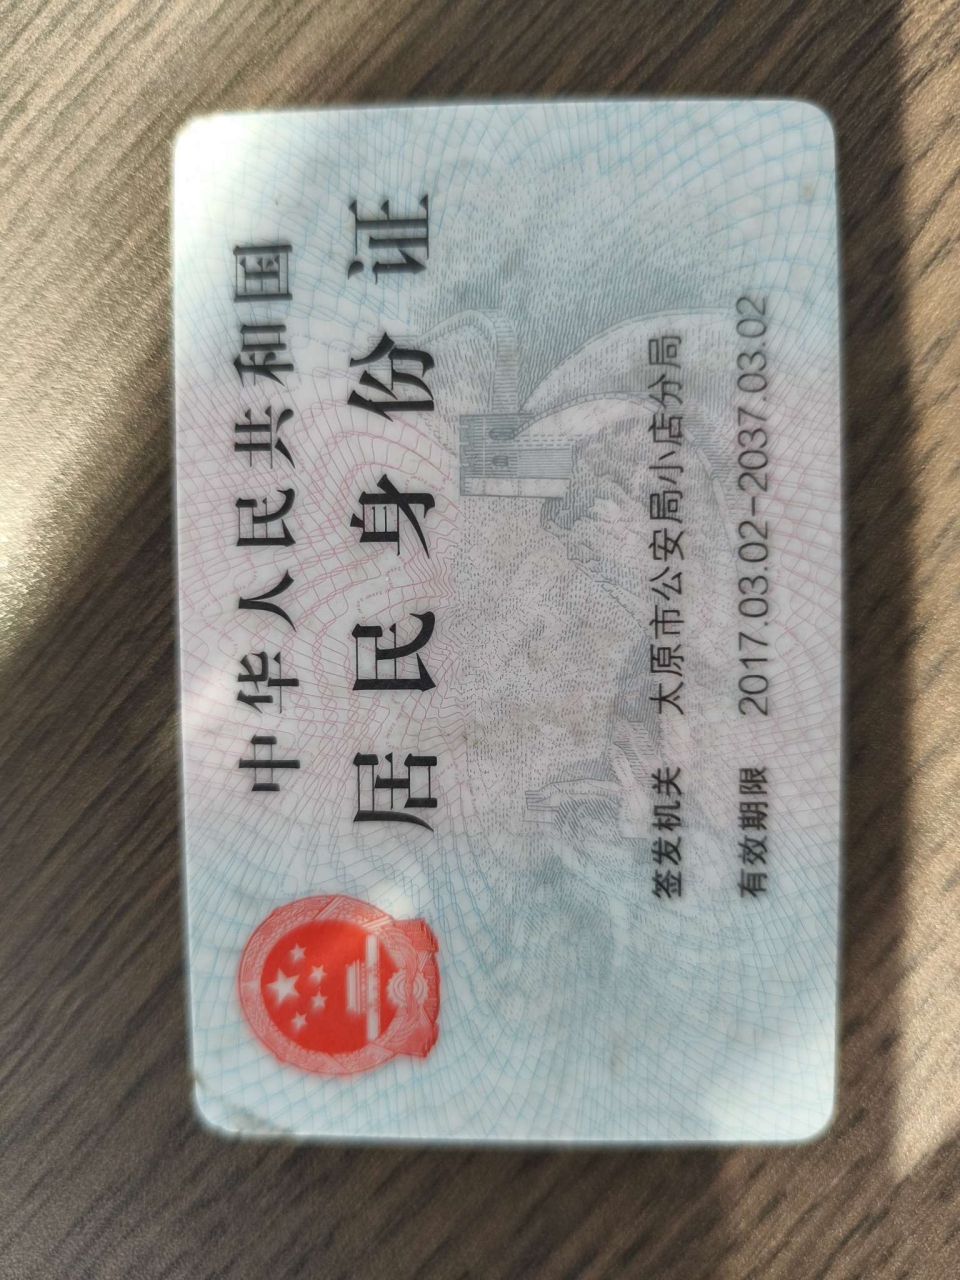 中华人民共和国
居民身份证
签发机关 太原市公安局小店分局
有效期限 2017.03.02-2037.03.02